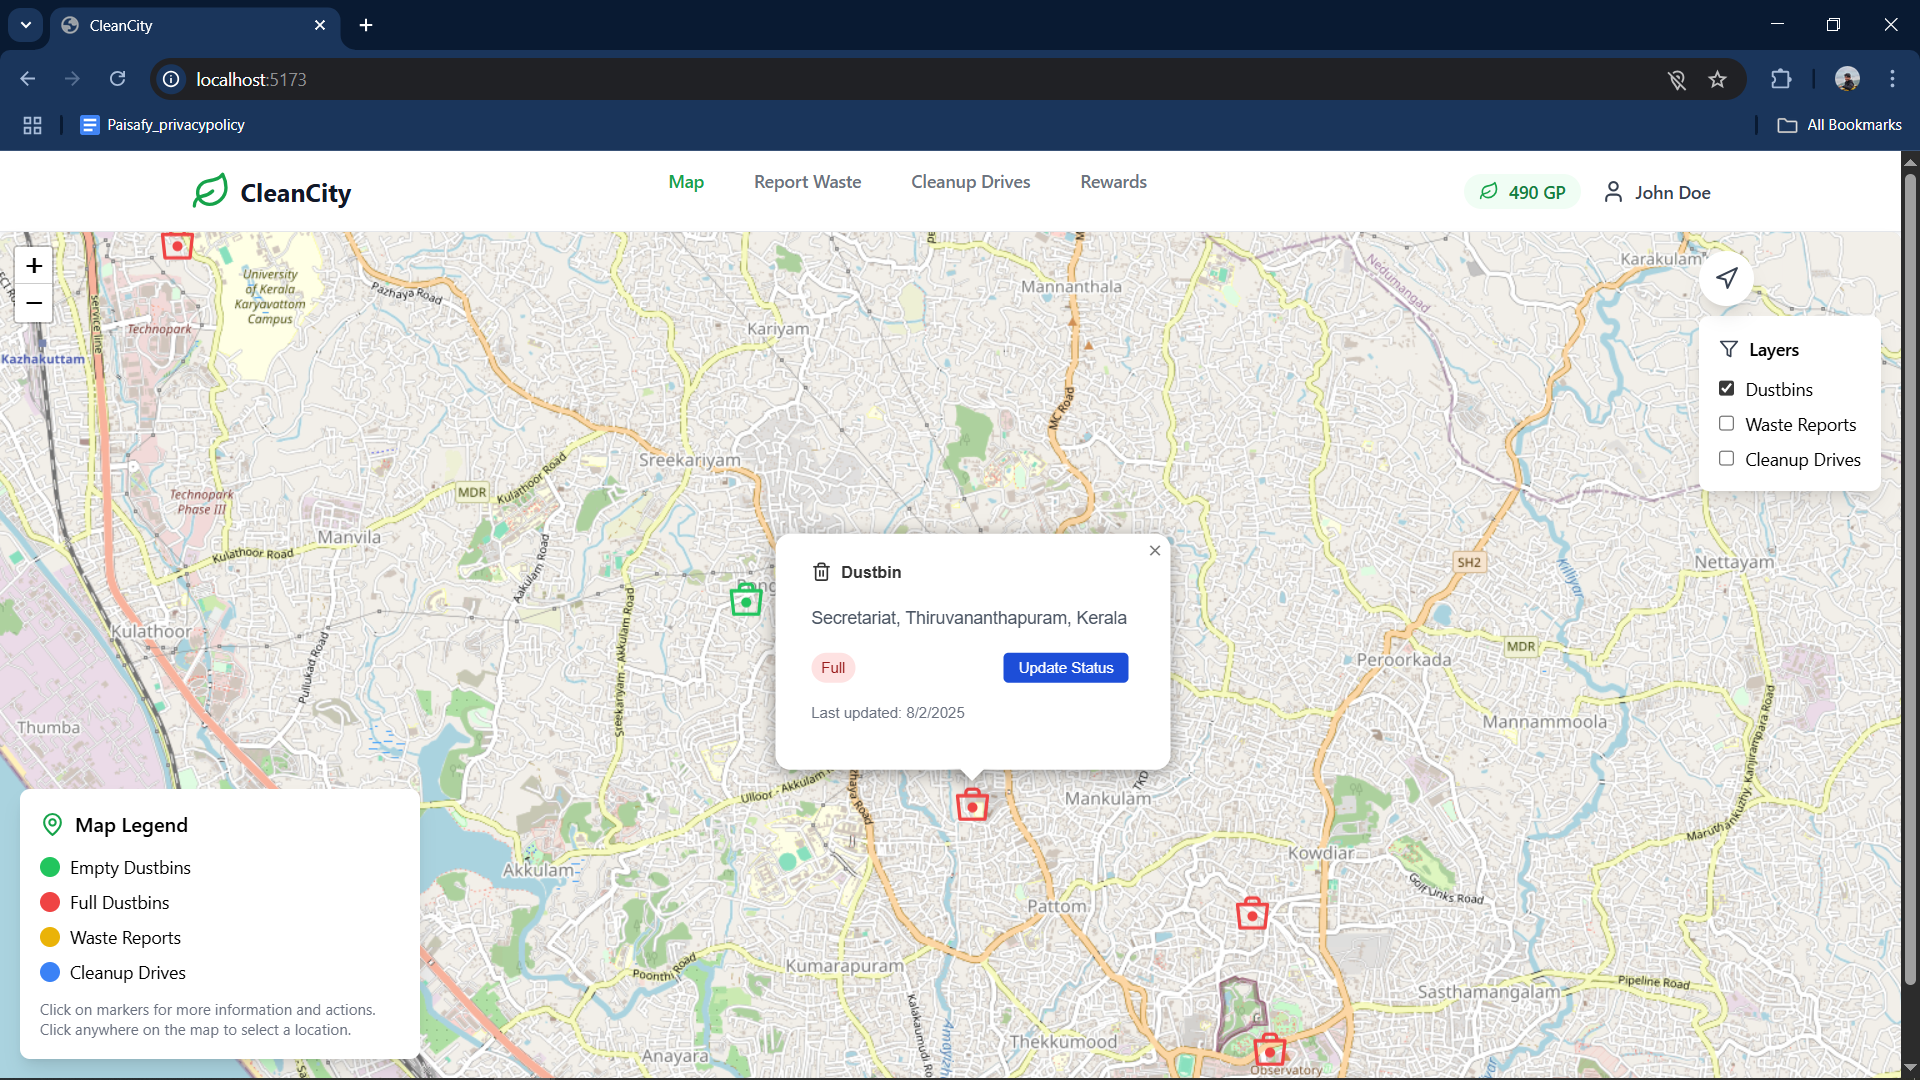 CleanCity
localhost:5173
Paisafy_privacypolicy
All Bookmarks
CleanCity
Map
Report Waste
Cleanup Drives
Rewards
490 GP
John Doe
+
−
University
of Kerala
Karyavattom
Campus
service line
Technopark
Kazhakuttam
Pazhaya Road
Kariyam
Mannanthala
Nedumangad
Karakulam
Layers
Dustbins
Waste Reports
Cleanup Drives
MC Road
Sreekariyam
MDR
Kulathoor Road
Technopark
Phase III
Manvila
Kulathoor Road
Aakulam Road
Kulathoor
Pullukad Road
Sreekariyam - Akkulam Road
Thumba
Dustbin
Secretariat, Thiruvananthapuram, Kerala
Full
Update Status
Last updated: 8/2/2025
SH2
Killiyar
Nettayam
MDR
Peroorkada
Mannammoola
Maruthankuzhy, Kanjirampara Road
Ulloor - Akkulam Road
TKD
Mankulam
Kowdiar
Golf Links Road
Akkulam
Pattom
Poonthi Road
Kumarapuram
Pipeline Road
Sasthamangalam
Thekkumood
Anayara
Observatory
Map Legend
Empty Dustbins
Full Dustbins
Waste Reports
Cleanup Drives
Click on markers for more information and actions.
Click anywhere on the map to select a location.